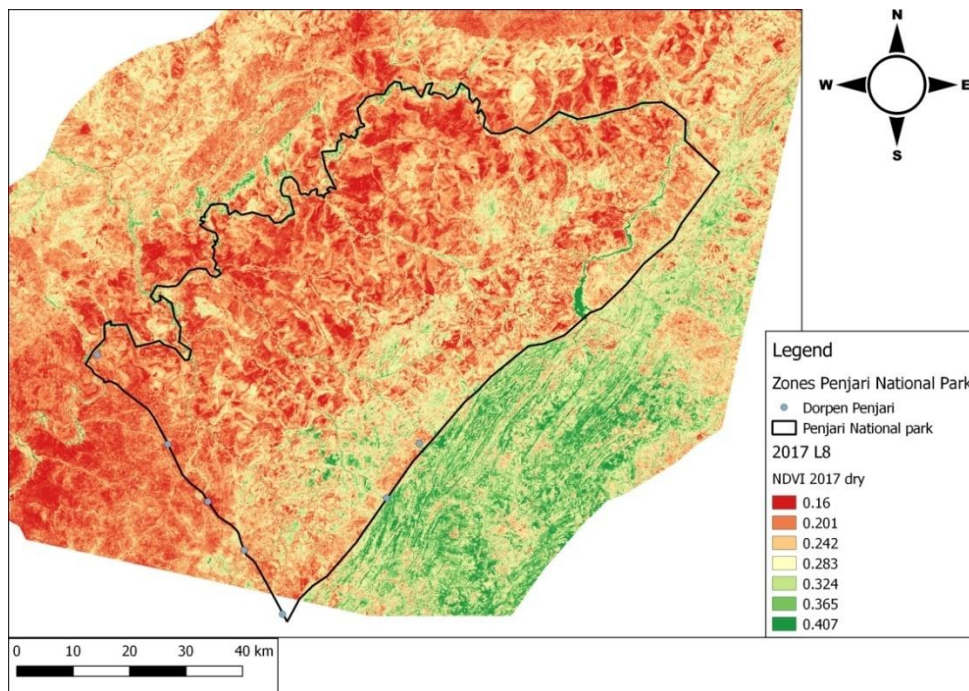 N
W E
S
Legend
Zones Penjari National Park
Dorpen Penjari
Penjari National park
2017 L8
NDVI 2017 dry
0.16
0.201
0.242
0.283
0.324
0.365
0.407
0 10 20 30 40 km